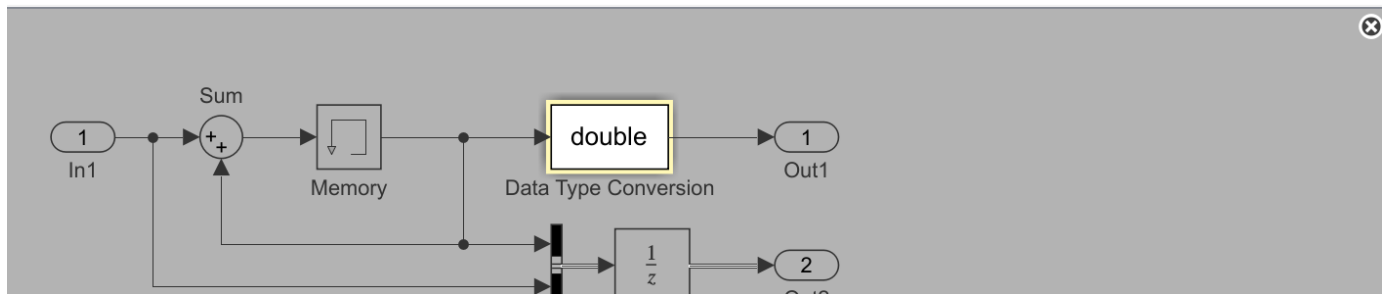 Sum
1
+
+
double
1
In1
Memory
Data Type Conversion
Out1
1
z
2